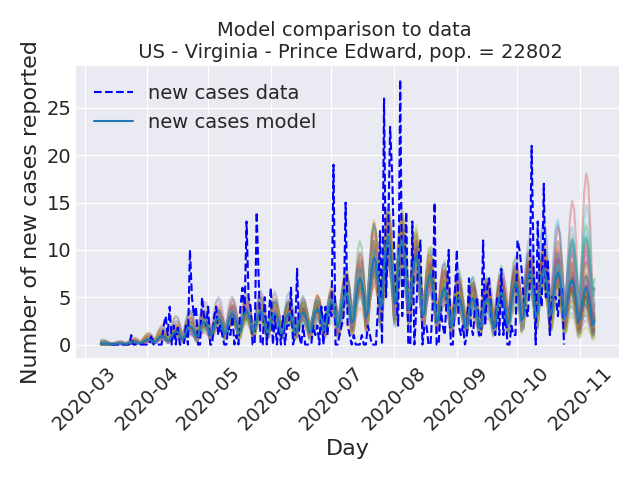 Model comparison to data
US - Virginia - Prince Edward, pop. = 22802
Number of new cases reported
25
20
15
10
5
0
new cases data
new cases model
2020-03
2020-04
2020-05
2020-06
2020-07
2020-08
2020-09
2020-10
2020-11
Day